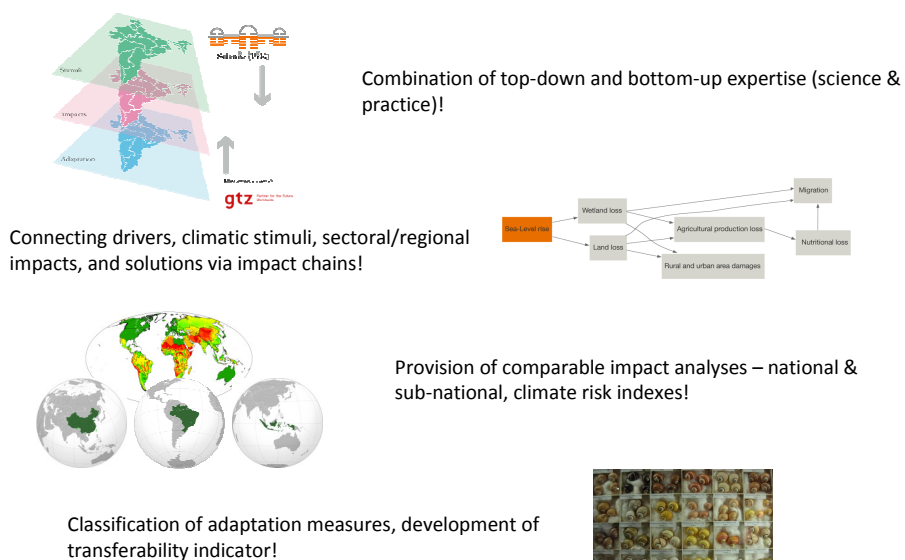 Stimuli
Impacts
Adaptation
gtz
Combination of top-down and bottom-up expertise (science &
practice)!
Connecting drivers, climatic stimuli, sectoral/regional
impacts, and solutions via impact chains!
Sea-Level rise
Wetland loss
Land loss
Agricultural production loss
Rural and urban area damages
Migration
Nutritional loss
Provision of comparable impact analyses – national &
sub-national, climate risk indexes!
Classification of adaptation measures, development of
transferability indicator!